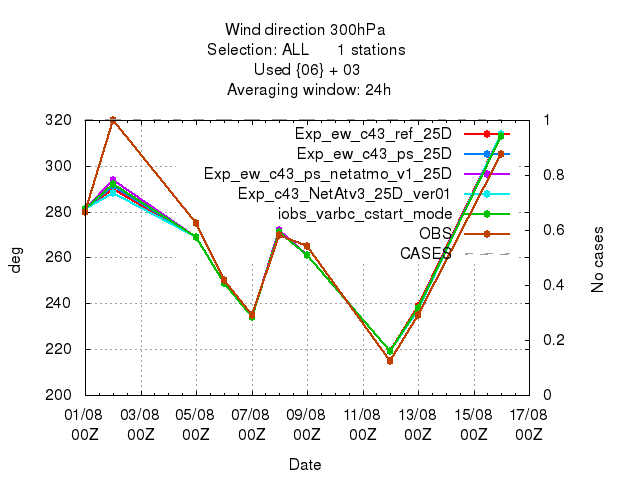 Wind direction 300hPa
Selection: ALL 1 stations
Used {06} + 03
Averaging window: 24h
320 1
Exp_ew_c43_ref_25D
Exp_ew_c43_ps_25D
300
Exp_ew_c43_ps_netatmo_v1_25D 0.8
Exp_c43_NetAtv3_25D_ver01
280 iobs_varbc_cstart_mode
OBS 0.6
260 CASES
deg
No cases
240 0.4
220 0.2
200 0
01/08 03/08 05/08 07/08 09/08 11/08 13/08 15/08 17/08
00Z 00Z 00Z 00Z 00Z 00Z 00Z 00Z 00Z
Date